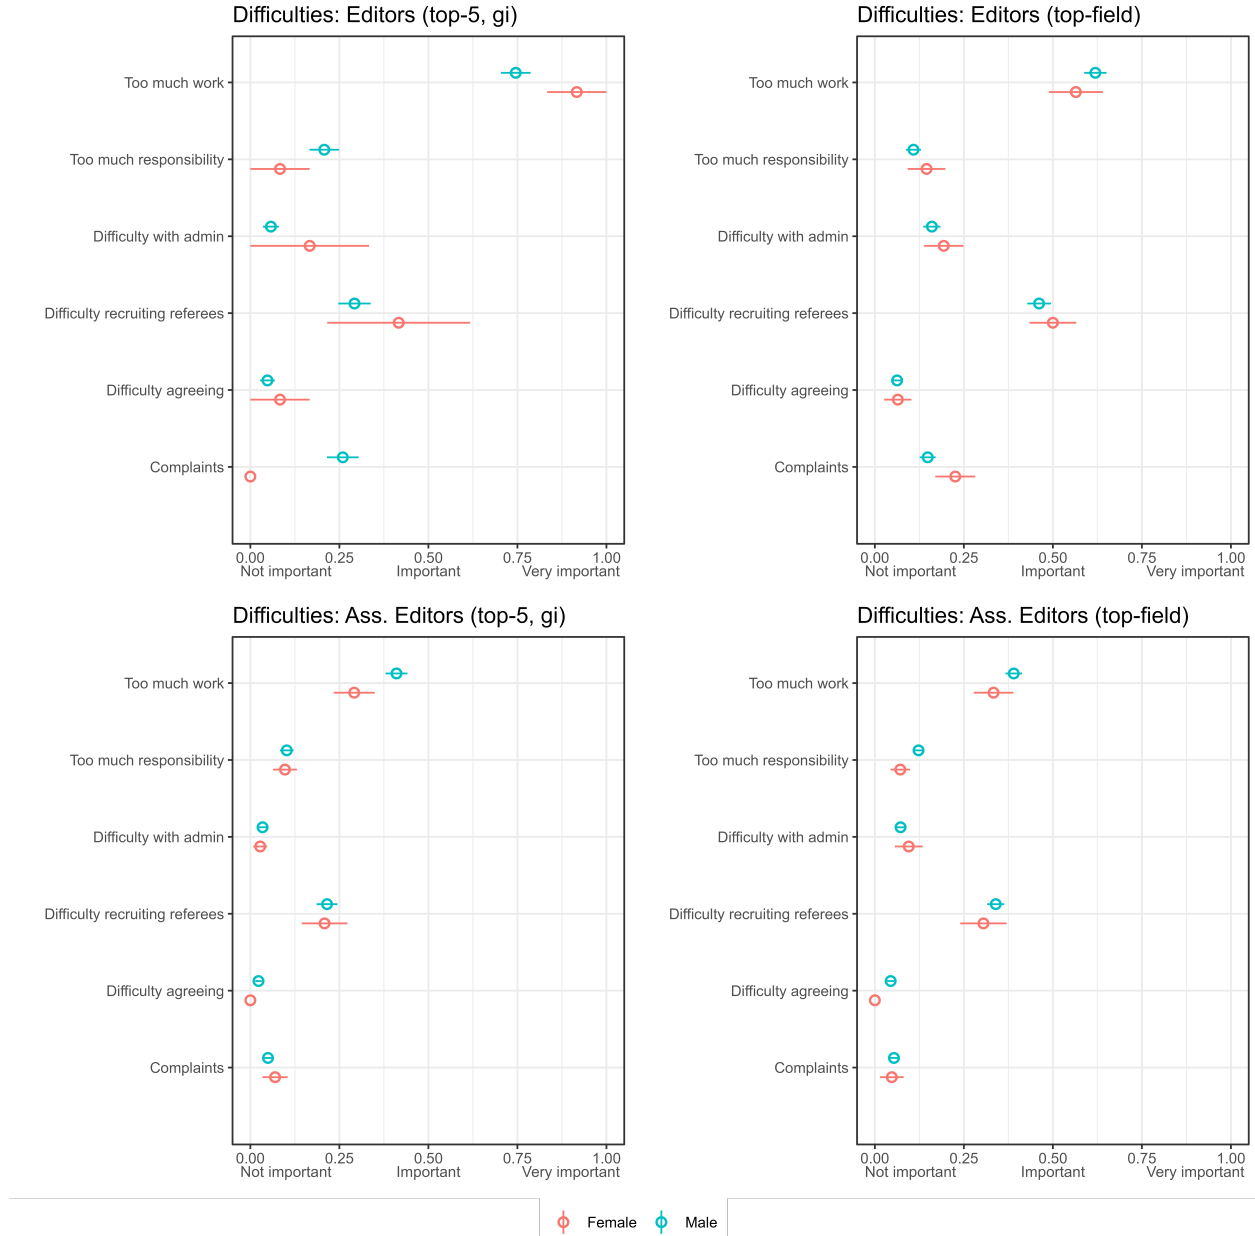 Difficulties: Editors (top-5, gi)
Too much work
Too much responsibility
Difficulty with admin
Difficulty recruiting referees
Difficulty agreeing
Complaints
0.00 0.25 0.50 0.75 1.00
Not important Important Very important
Difficulties: Editors (top-field)
Too much work
Too much responsibility
Difficulty with admin
Difficulty recruiting referees
Difficulty agreeing
Complaints
0.00 0.25 0.50 0.75 1.00
Not important Important Very important
Difficulties: Ass. Editors (top-5, gi)
Too much work
Too much responsibility
Difficulty with admin
Difficulty recruiting referees
Difficulty agreeing
Complaints
0.00 0.25 0.50 0.75 1.00
Not important Important Very important
Difficulties: Ass. Editors (top-field)
Too much work
Too much responsibility
Difficulty with admin
Difficulty recruiting referees
Difficulty agreeing
Complaints
0.00 0.25 0.50 0.75 1.00
Not important Important Very important
Female Male